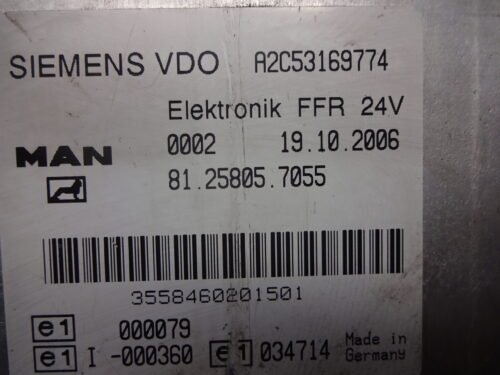 SIEMENS VDO A2C53169774
Elektronik FFR 24V
MAN 0002 19.10.2006
81.25805.7055
3558460201501
e1 000079
e1 I -000360 e1 034714 Made in Germany